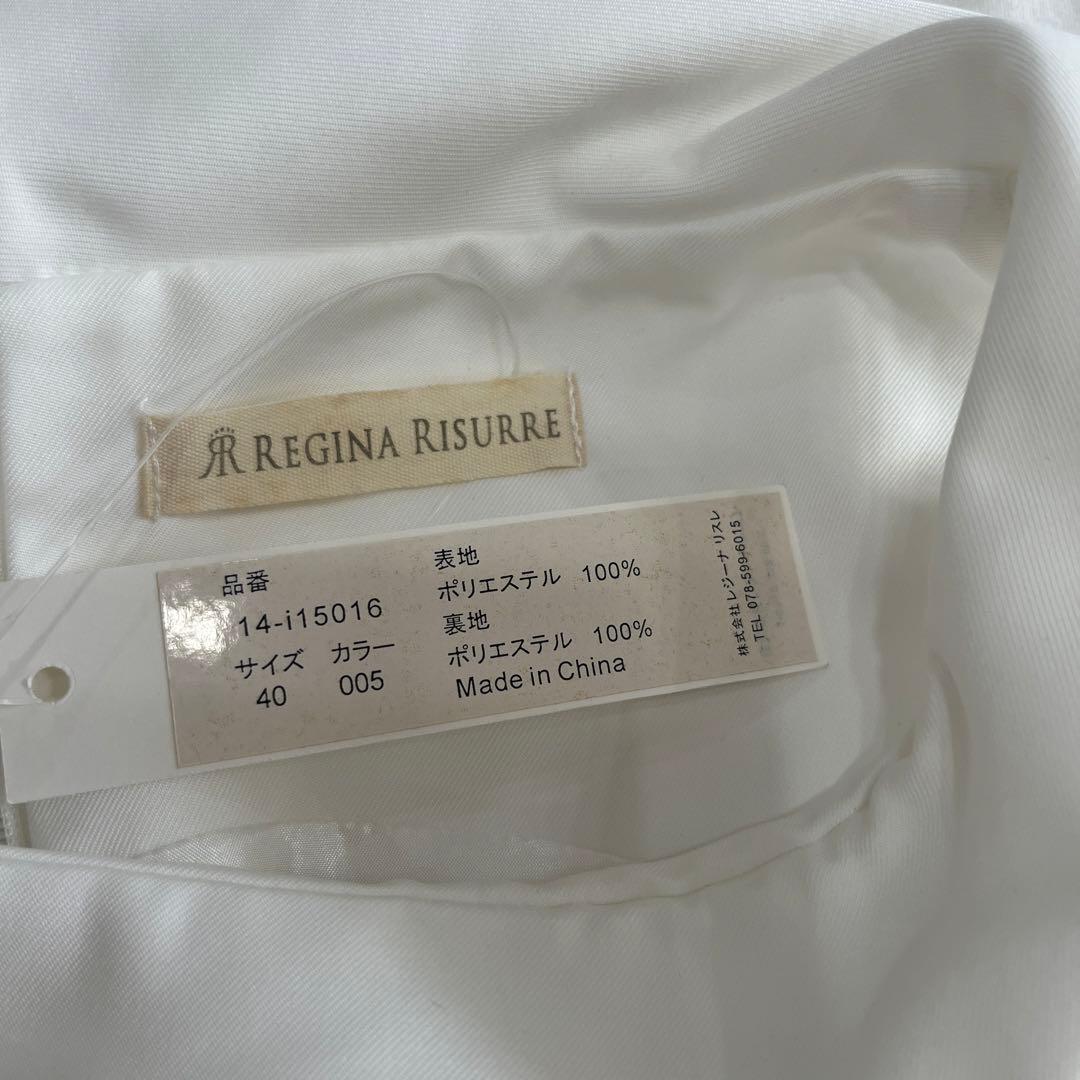 RR REGINA RISURRE
品番
14-i15016
サイズ カラー
40 005
表地
ポリエステル 100%
裏地
ポリエステル 100%
Made in China
株式会社レジーナ リスレ
TEL 078-599-6015